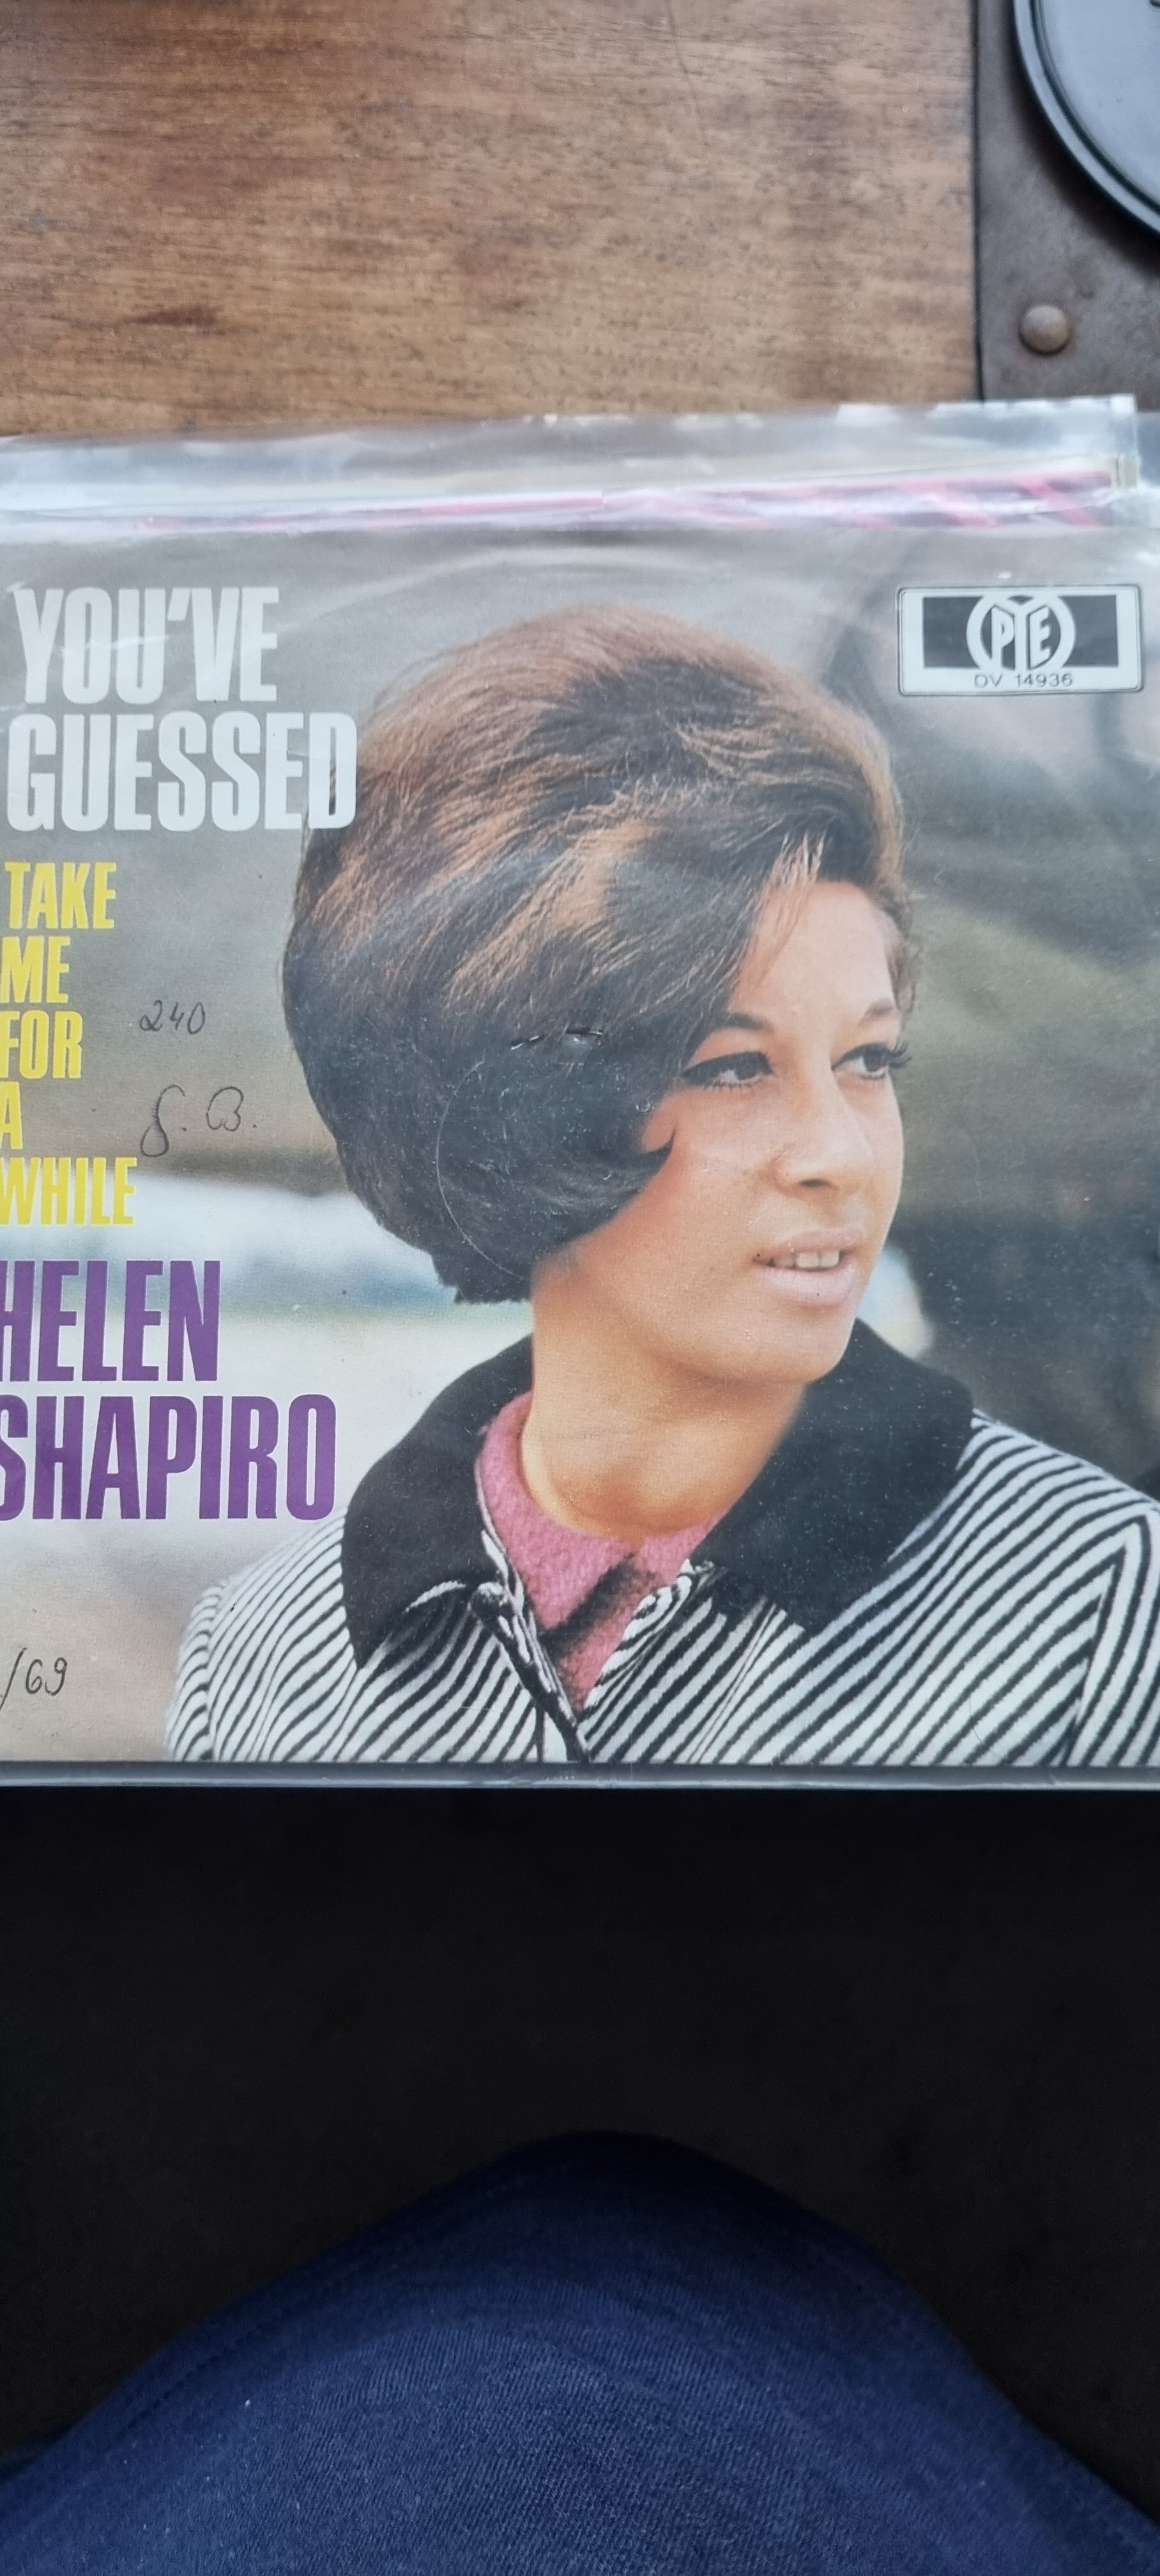 YOU'VE
GUESSED
TAKE
ME
FOR
A
WHILE
240
G. B.
HELEN
SHAPIRO
/69
PYE
DV 14936